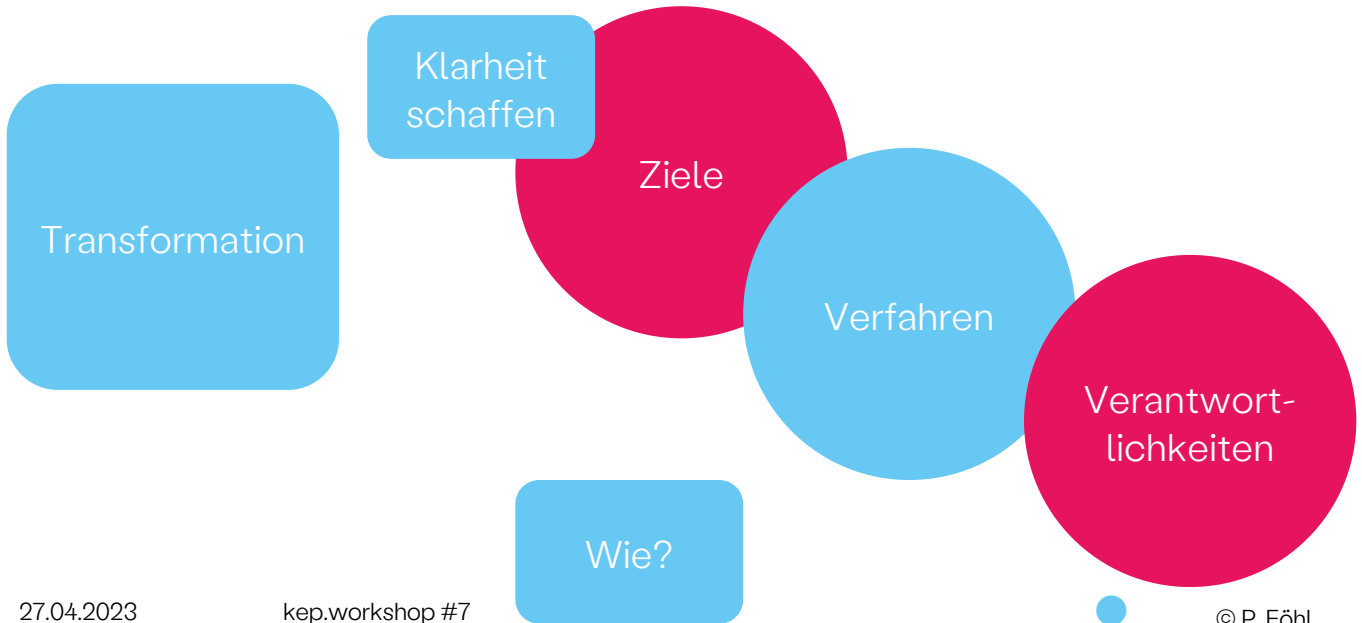 Klarheit
schaffen
Ziele
Transformation
Verfahren
Verantwort-
lichkeiten
Wie?
27.04.2023
kep.workshop #7
© P. Föhl